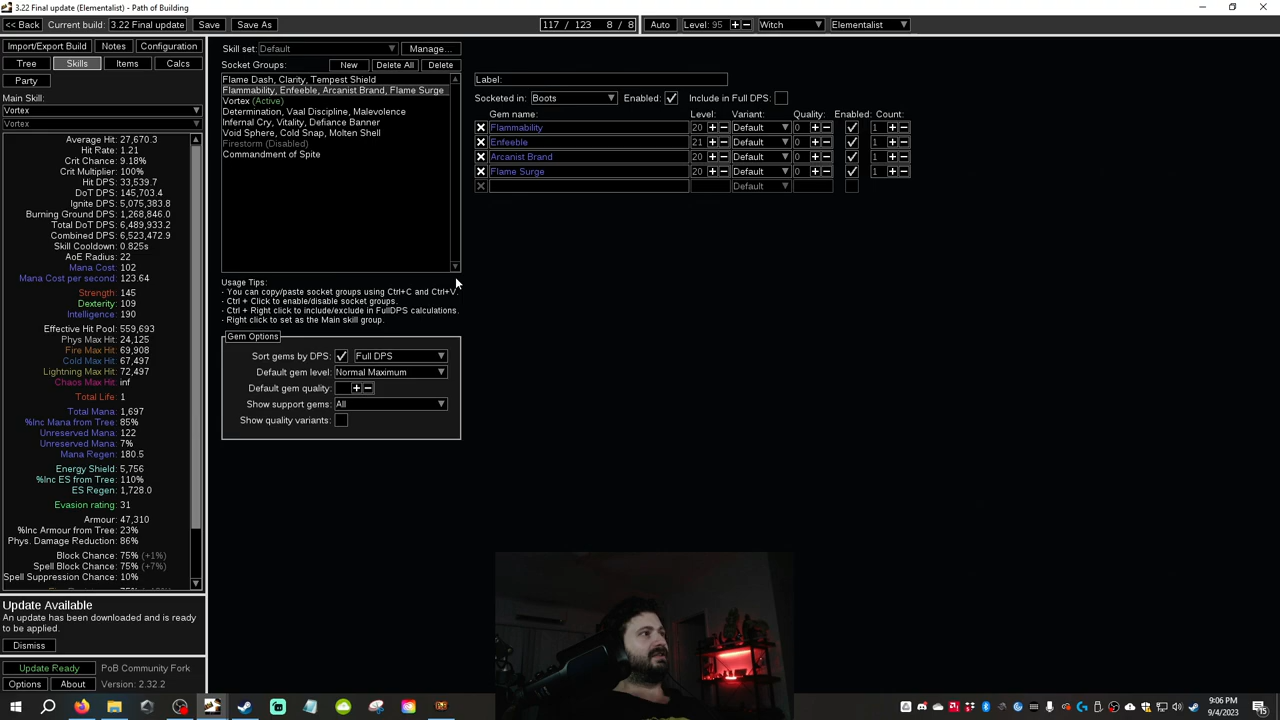 3.22 Final update (Elementalist) - Path of Building
<< Back Current build: 3.22 Final update Save Save As 117 / 123 8 / 8 Auto Level: 95 + - Witch Elementalist
Import/Export Build Notes Configuration
Tree Skills Items Calcs
Party
Main Skill:
Vortex
Vortex
Average Hit: 27,670.3
Hit Rate: 1.21
Crit Chance: 9.18%
Crit Multiplier: 100%
Hit DPS: 33,539.7
DoT DPS: 145,703.4
Ignite DPS: 5,075,383.8
Burning Ground DPS: 1,268,846.0
Total DoT DPS: 6,489,933.2
Combined DPS: 6,523,472.9
Skill Cooldown: 0.825s
AoE Radius: 22
Mana Cost: 102
Mana Cost per second: 123.64
Strength: 145
Dexterity: 109
Intelligence: 190
Effective Hit Pool: 559,693
Phys Max Hit: 24,125
Fire Max Hit: 69,908
Cold Max Hit: 67,497
Lightning Max Hit: 72,497
Chaos Max Hit: inf
Total Life: 1
Total Mana: 1,697
%Inc Mana from Tree: 85%
Unreserved Mana: 122
Unreserved Mana: 7%
Mana Regen: 180.5
Energy Shield: 5,756
%Inc ES from Tree: 110%
ES Regen: 1,728.0
Evasion rating: 31
Armour: 47,310
%Inc Armour from Tree: 23%
Phys. Damage Reduction: 86%
Block Chance: 75% (+1%)
Spell Block Chance: 75% (+7%)
Spell Suppression Chance: 10%
Update Available
An update has been downloaded and is ready
to be applied.
Dismiss
Update Ready PoB Community Fork
Options About Version: 2.32.2
Skill set: Default Manage...
Socket Groups: New Delete All Delete
Flame Dash, Clarity, Tempest Shield
Flammability, Enfeeble, Arcanist Brand, Flame Surge
Vortex (Active)
Determination, Vaal Discipline, Malevolence
Infernal Cry, Vitality, Defiance Banner
Void Sphere, Cold Snap, Molten Shell
Firestorm (Disabled)
Commandment of Spite
Usage Tips:
- You can copy/paste socket groups using Ctrl+C and Ctrl+V.
- Ctrl + Click to enable/disable socket groups.
- Ctrl + Right click to include/exclude in FullDPS calculations.
- Right click to set as the Main skill group.
Gem Options
Sort gems by DPS: Full DPS
Default gem level: Normal Maximum
Default gem quality: + -
Show support gems: All
Show quality variants:
Label:
Socketed in: Boots Enabled: Include in Full DPS:
Gem name: Level: Variant: Quality: Enabled: Count:
Flammability 20 + - Default 0 + - 1 + -
Enfeeble 21 + - Default 0 + - 1 + -
Arcanist Brand 20 + - Default 0 + - 1 + -
Flame Surge 20 + - Default 0 + - 1 + -
Default
9:06 PM
9/4/2023
15